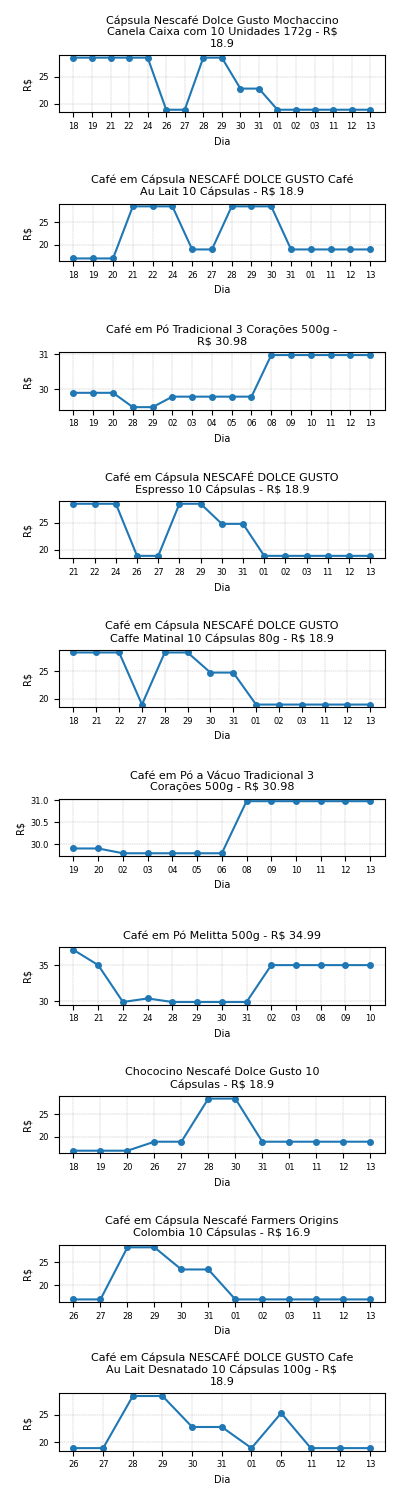 Cápsula Nescafé Dolce Gusto Mochaccino
Canela Caixa com 10 Unidades 172g - R$
18.9
R$
25
20
18 19 21 22 24 26 27 28 29 30 31 01 02 03 11 12 13
Dia
Café em Cápsula NESCAFÉ DOLCE GUSTO Café
Au Lait 10 Cápsulas - R$ 18.9
R$
25
20
18 19 20 21 22 24 26 27 28 29 30 31 01 11 12 13
Dia
Café em Pó Tradicional 3 Corações 500g -
R$ 30.98
R$
31
30
18 19 20 28 29 02 03 04 05 06 08 09 10 11 12 13
Dia
Café em Cápsula NESCAFÉ DOLCE GUSTO
Espresso 10 Cápsulas - R$ 18.9
R$
25
20
21 22 24 26 27 28 29 30 31 01 02 03 11 12 13
Dia
Café em Cápsula NESCAFÉ DOLCE GUSTO
Caffe Matinal 10 Cápsulas 80g - R$ 18.9
R$
25
20
18 21 22 27 28 29 30 31 01 02 03 11 12 13
Dia
Café em Pó a Vácuo Tradicional 3
Corações 500g - R$ 30.98
R$
31.0
30.5
30.0
19 20 02 03 04 05 06 08 09 10 11 12 13
Dia
Café em Pó Melitta 500g - R$ 34.99
R$
35
30
18 21 22 24 28 29 30 31 02 03 08 09 10
Dia
Chococino Nescafé Dolce Gusto 10
Cápsulas - R$ 18.9
R$
25
20
18 19 20 26 27 28 30 31 01 11 12 13
Dia
Café em Cápsula Nescafé Farmers Origins
Colombia 10 Cápsulas - R$ 16.9
R$
25
20
26 27 28 29 30 31 01 02 03 11 12 13
Dia
Café em Cápsula NESCAFÉ DOLCE GUSTO Cafe
Au Lait Desnatado 10 Cápsulas 100g - R$
18.9
R$
25
20
26 27 28 29 30 31 01 05 11 12 13
Dia